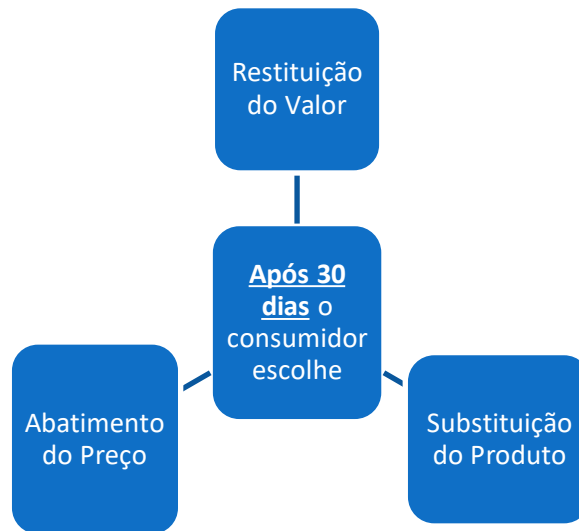 Restituição
do Valor
Após 30
dias o
consumidor
escolhe
Abatimento
do Preço
Substituição
do Produto